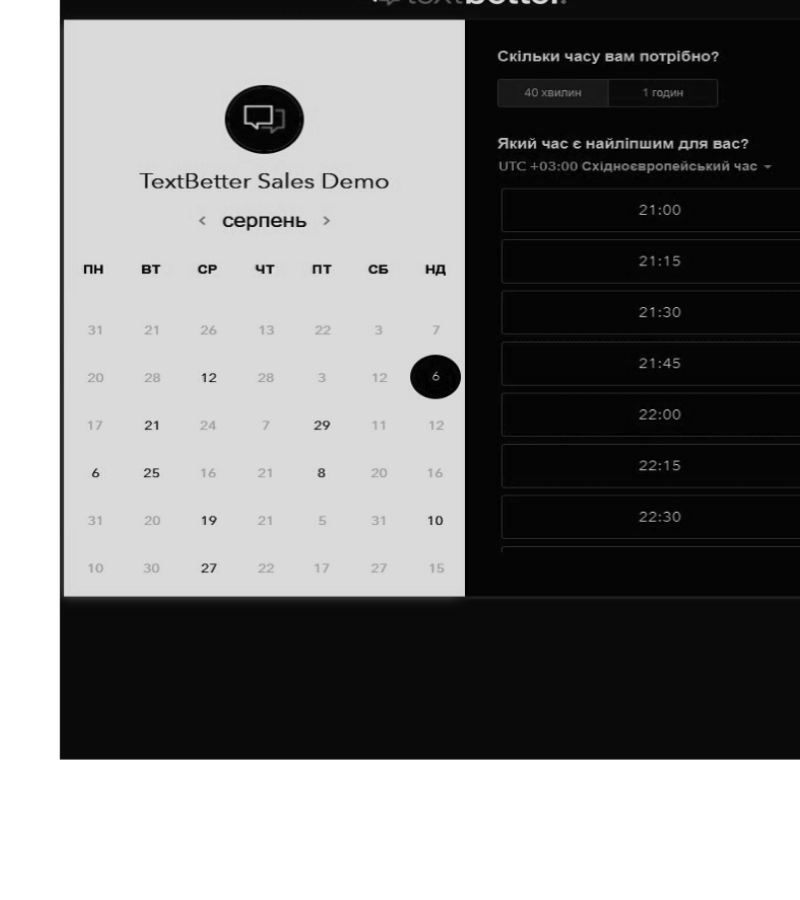 textbetter.
TextBetter Sales Demo
< серпень >
ПН ВТ СР ЧТ ПТ СБ НД
31 21 26 13 22 3 7
20 28 12 28 3 12 6
17 21 24 7 29 11 12
6 25 16 21 8 20 16
31 20 19 21 5 31 10
10 30 27 22 17 27 15
Скільки часу вам потрібно?
40 хвилин 1 годин
Який час є найліпшим для вас?
UTC +03:00 Східноєвропейський час
21:00
21:15
21:30
21:45
22:00
22:15
22:30